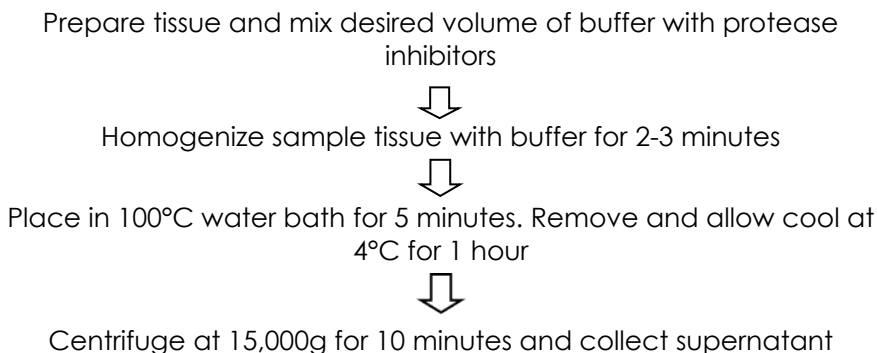 Prepare tissue and mix desired volume of buffer with protease
inhibitors
Homogenize sample tissue with buffer for 2-3 minutes
Place in 100°C water bath for 5 minutes. Remove and allow cool at
4°C for 1 hour
Centrifuge at 15,000g for 10 minutes and collect supernatant